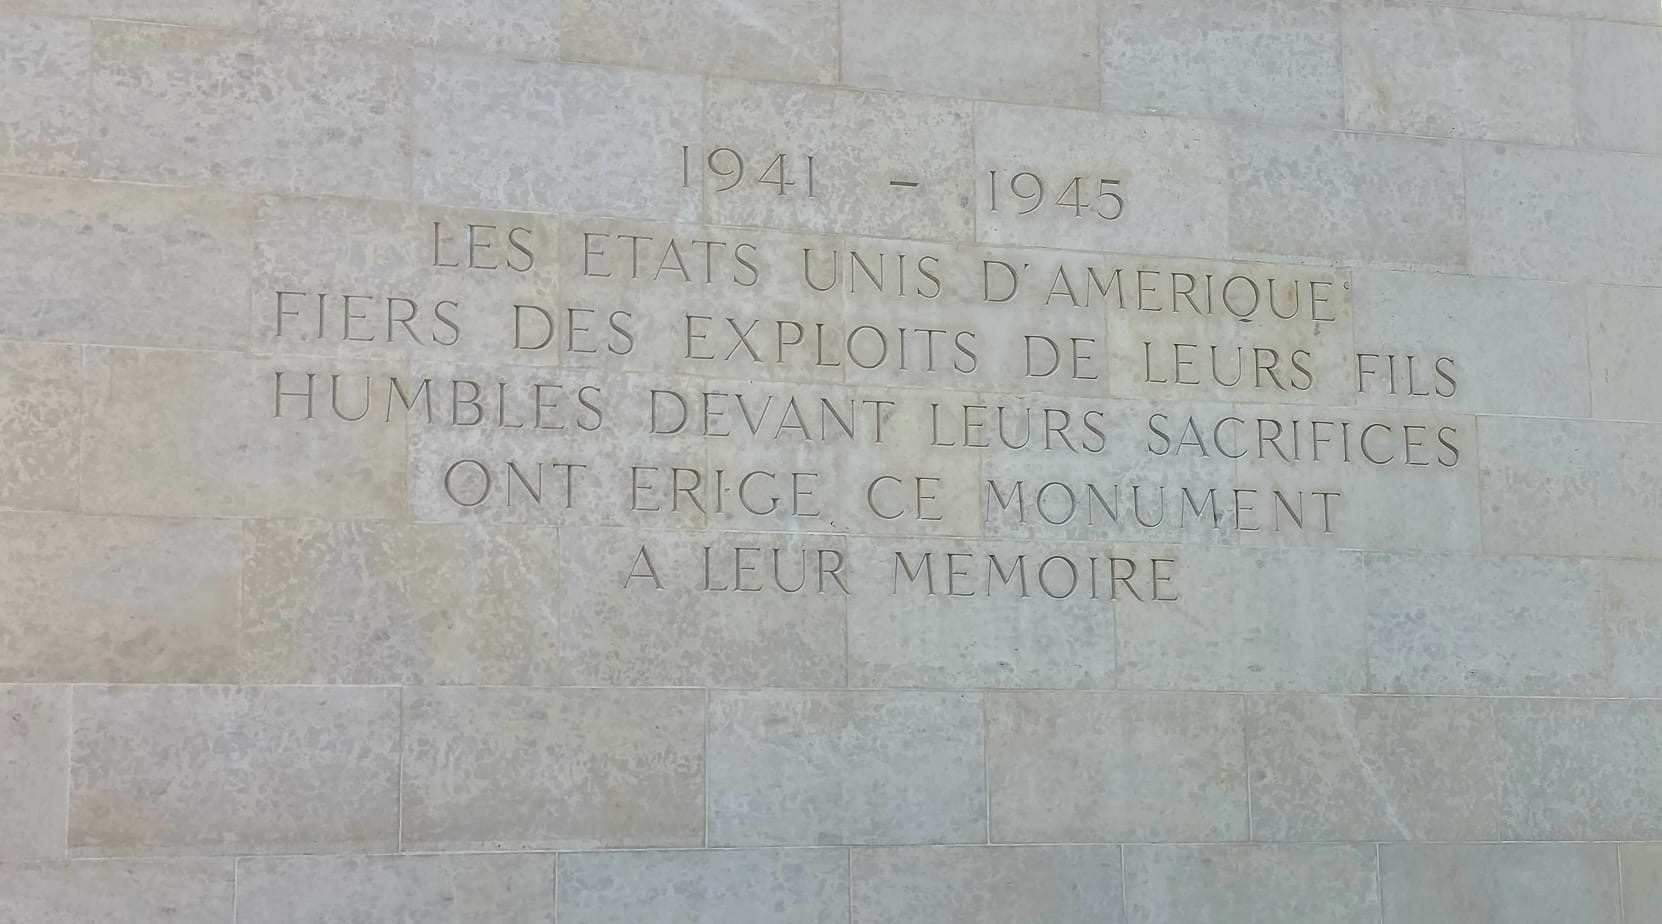 1941 - 1945
LES ETATS UNIS D'AMERIQUE
FIERS DES EXPLOITS DE LEURS FILS
HUMBLES DEVANT LEURS SACRIFICES
ONT ERIGE CE MONUMENT
A LEUR MEMOIRE